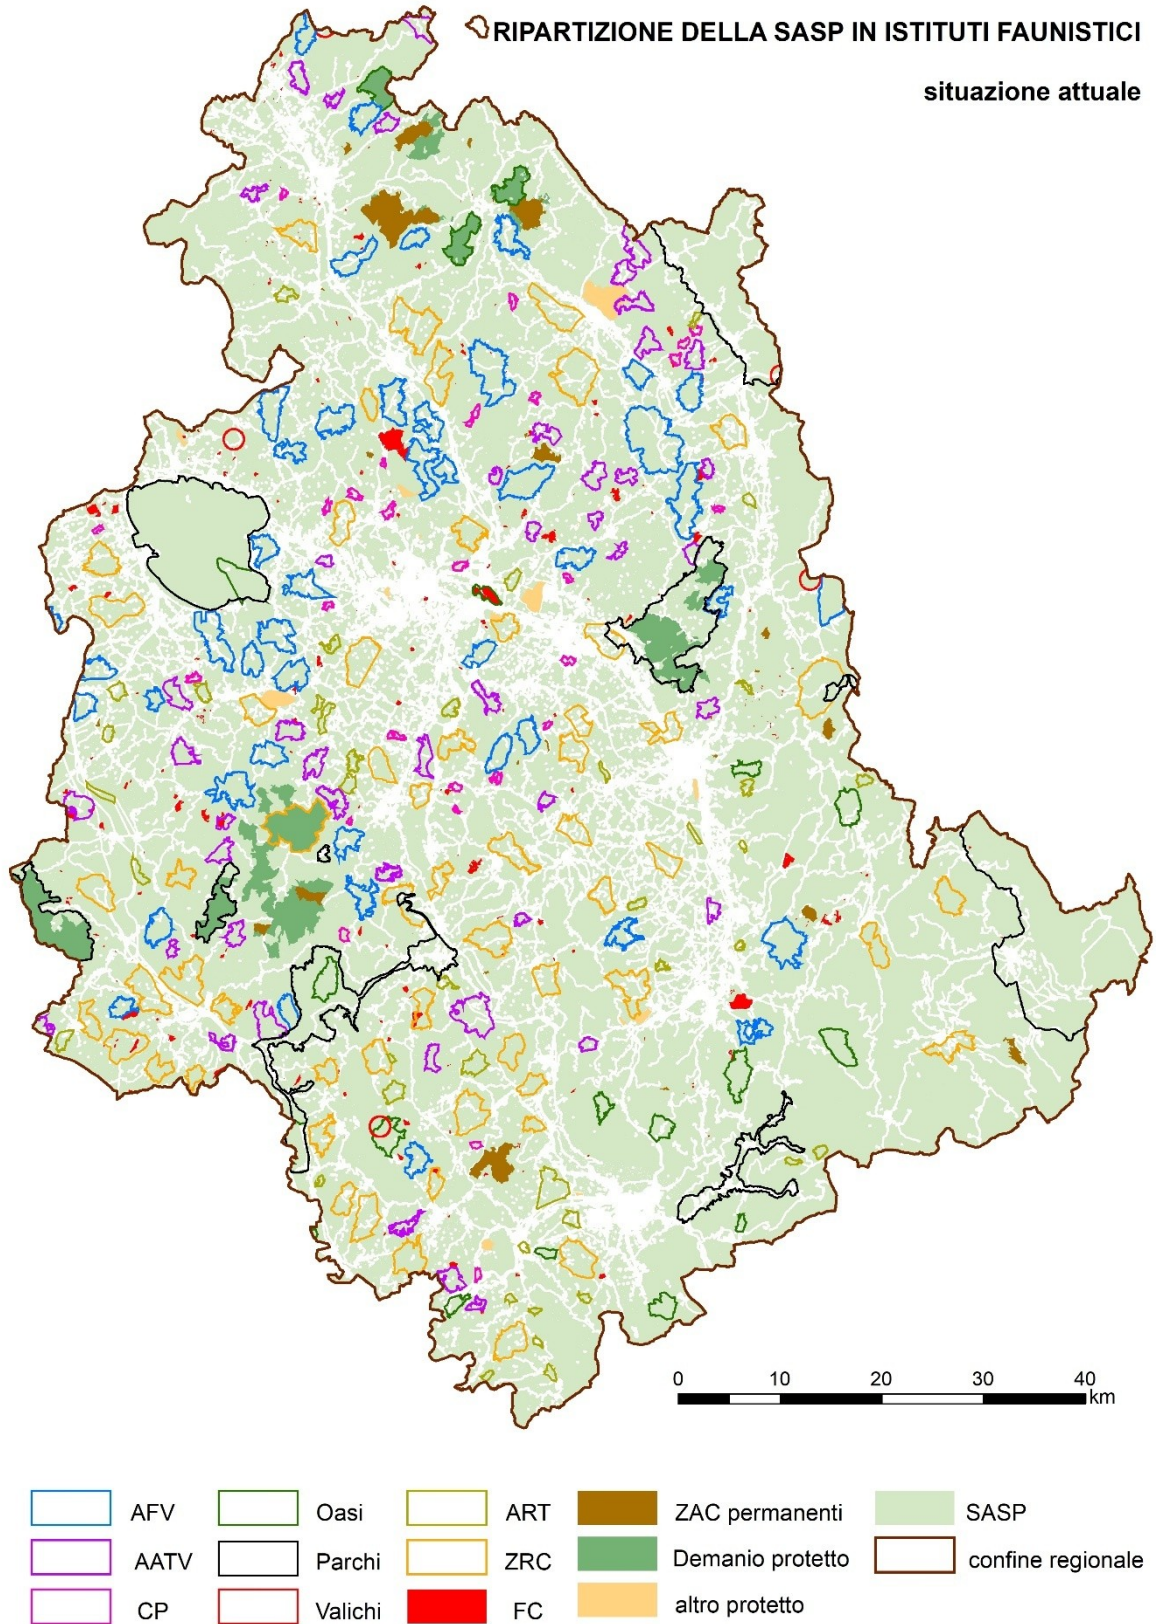 RIPARTIZIONE DELLA SASP IN ISTITUTI FAUNISTICI
situazione attuale
0 10 20 30 40
km
AFV Oasi ART ZAC permanenti SASP
AATV Parchi ZRC Demanio protetto confine regionale
CP Valichi FC altro protetto